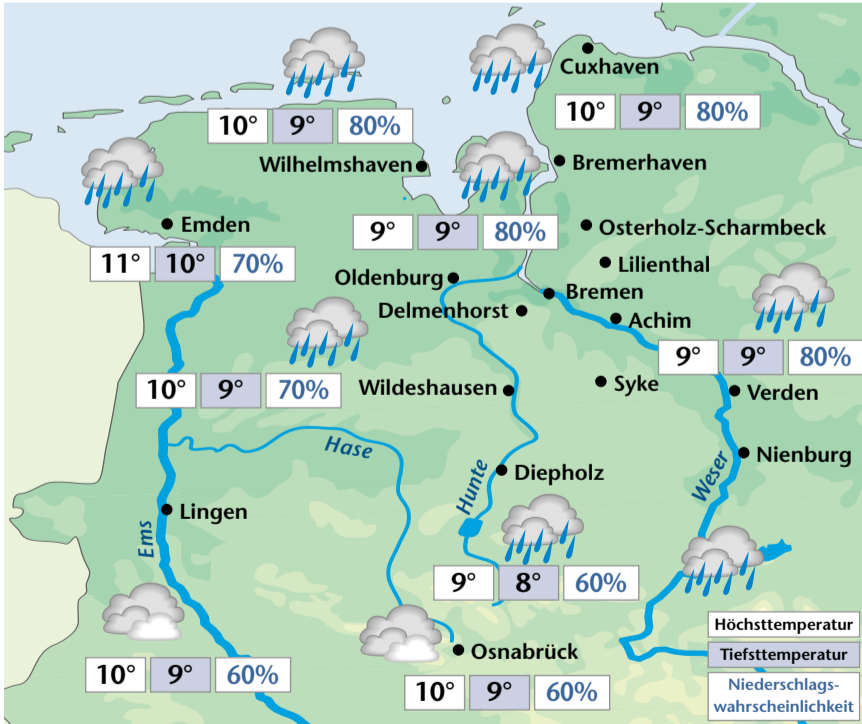 Cuxhaven
10° 9° 80%
10° 9° 80%
Wilhelmshaven
Bremerhaven
Emden
Osterholz-Scharmbeck
9° 9° 80%
11° 10° 70%
Lilienthal
Oldenburg
Bremen
Delmenhorst
Achim
9° 9° 80%
10° 9° 70%
Wildeshausen
Syke
Verden
Hase
Nienburg
Diepholz
Hunte
Weser
Lingen
Ems
9° 8° 60%
Osnabrück
10° 9° 60%
10° 9° 60%
Höchsttemperatur
Tiefsttemperatur
Niederschlags-
wahrscheinlichkeit